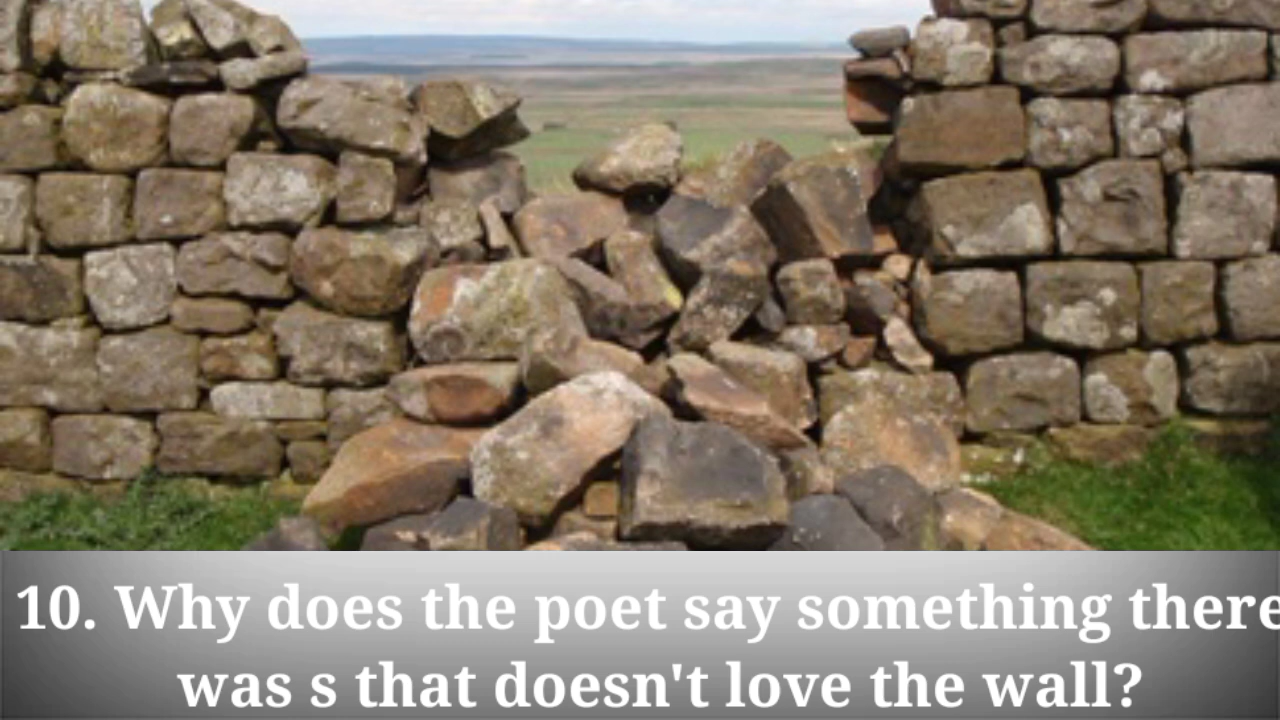 10. Why does the poet say something there
was s that doesn't love the wall?